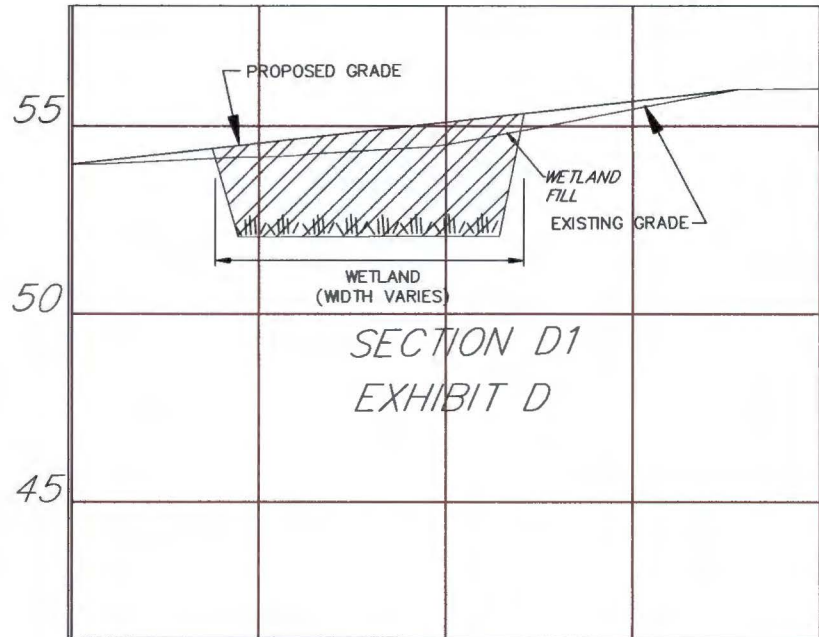 PROPOSED GRADE
55
WETLAND
FILL
EXISTING GRADE
WETLAND
(WIDTH VARIES)
50
SECTION D1
EXHIBIT D
45